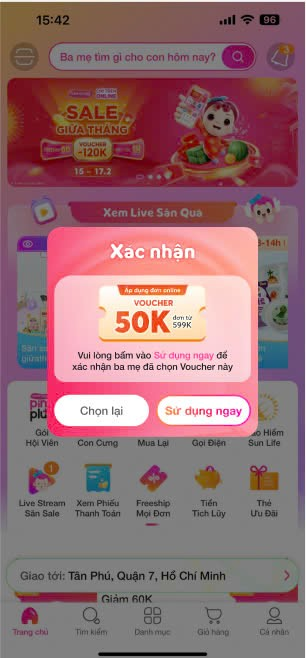 15:42
96
Ba mẹ tìm gì cho con hôm nay?
3
SALE
GIỮA THÁNG
VOUCHER
-120K
15 - 17.2
Xem Live Săn Quà
Xác nhận
Áp dụng đơn online
VOUCHER
50K
đơn từ
599K
Vui lòng bấm vào Sử dụng ngay để
xác nhận ba mẹ đã chọn Voucher này
Chọn lại
Sử dụng ngay
Gói
Hội Viên
Con Cưng
Mua Lại
Gọi Điện
Bảo Hiểm
Sun Life
1
Live Stream
Săn Sale
Xem Phiếu
Thanh Toán
Freeship
Mọi Đơn
Tiền
Tích Lũy
Thẻ
Ưu Đãi
Giao tới: Tân Phú, Quận 7, Hồ Chí Minh
Giảm 60K
Trang chủ
Tìm kiếm
Danh mục
Giỏ hàng
Cá nhân